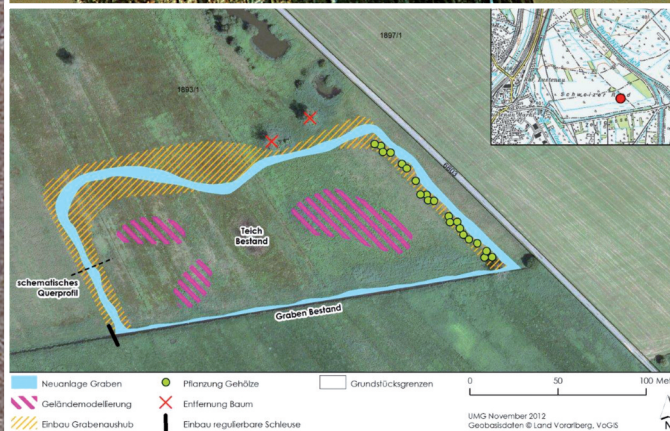 1897/1
1893/1
6603
Teich
Bestand
schematisches
Querprofil
Graben Bestand
Neuanlage Graben
Pflanzung Gehölze
Grundstücksgrenzen
0 50 100
Geländemodellierung
Entfernung Baum
Einbau Grabenaushub
Einbau regulierbare Schleuse
UMG November 2012
Geobasisdaten © Land Vorarlberg, VoGIS